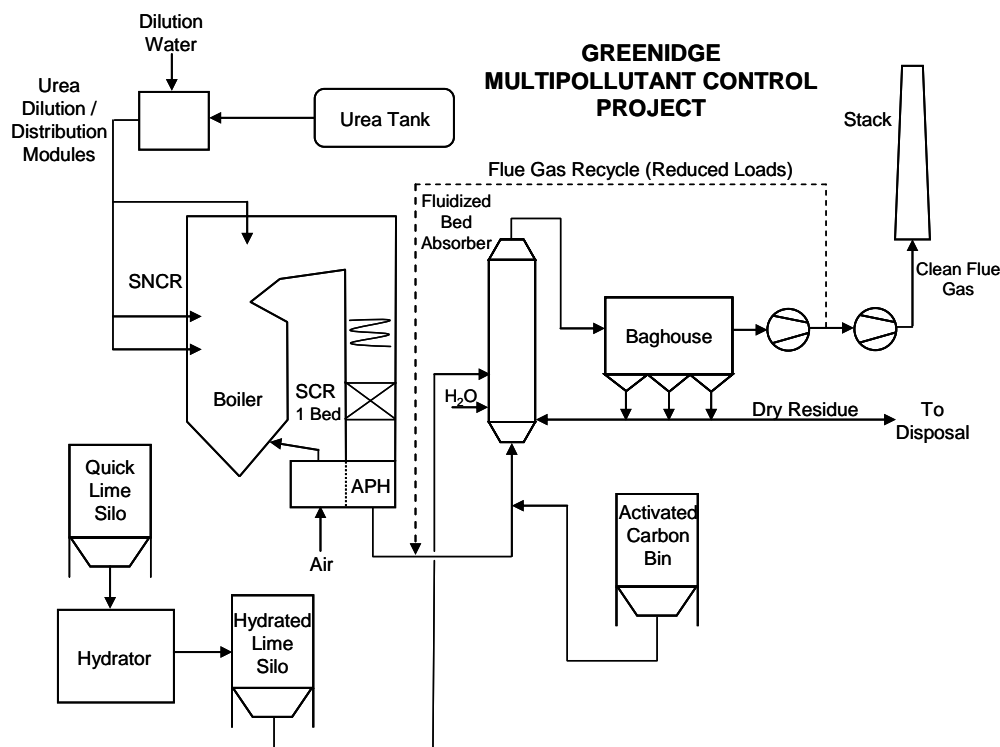 Dilution
Water
GREENIDGE
MULTIPOLLUTANT CONTROL
PROJECT
Urea
Dilution /
Distribution
Modules
Urea Tank
Stack
Flue Gas Recycle (Reduced Loads)
Fluidized
Bed
Absorber
Clean Flue
Gas
SNCR
Baghouse
Boiler
SCR
1 Bed
H₂O
Dry Residue
To
Disposal
Quick
Lime
Silo
APH
Activated
Carbon
Bin
Air
Hydrator
Hydrated
Lime
Silo